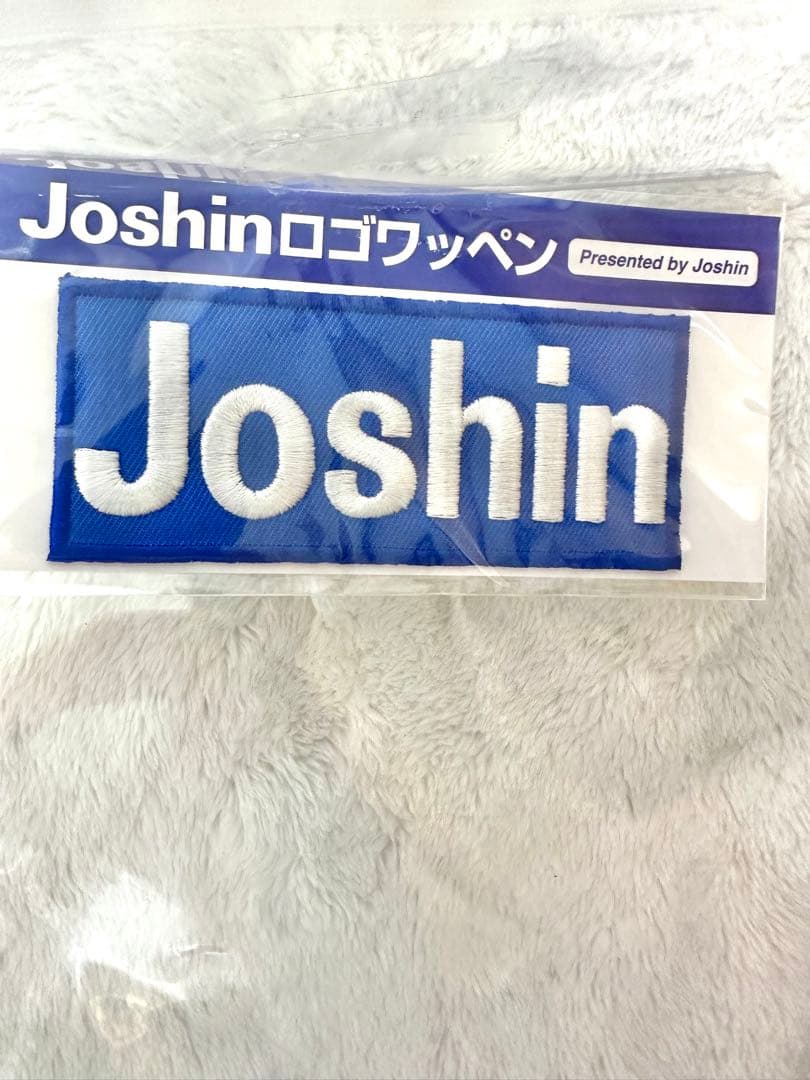 Joshinロゴワッペン
Presented by Joshin
Joshin